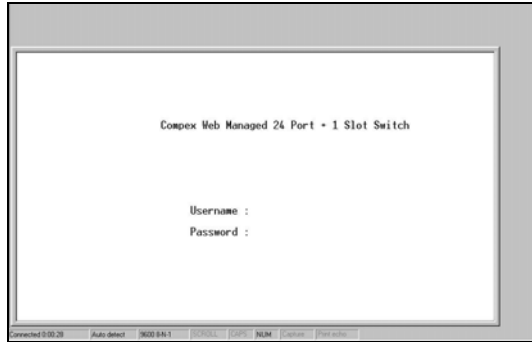 Compex Web Managed 24 Port + 1 Slot Switch
Username :
Password :
Connected 0:00:28 Auto detect 9600 8-N-1 SCROLL CAPS NUM Capture Print echo